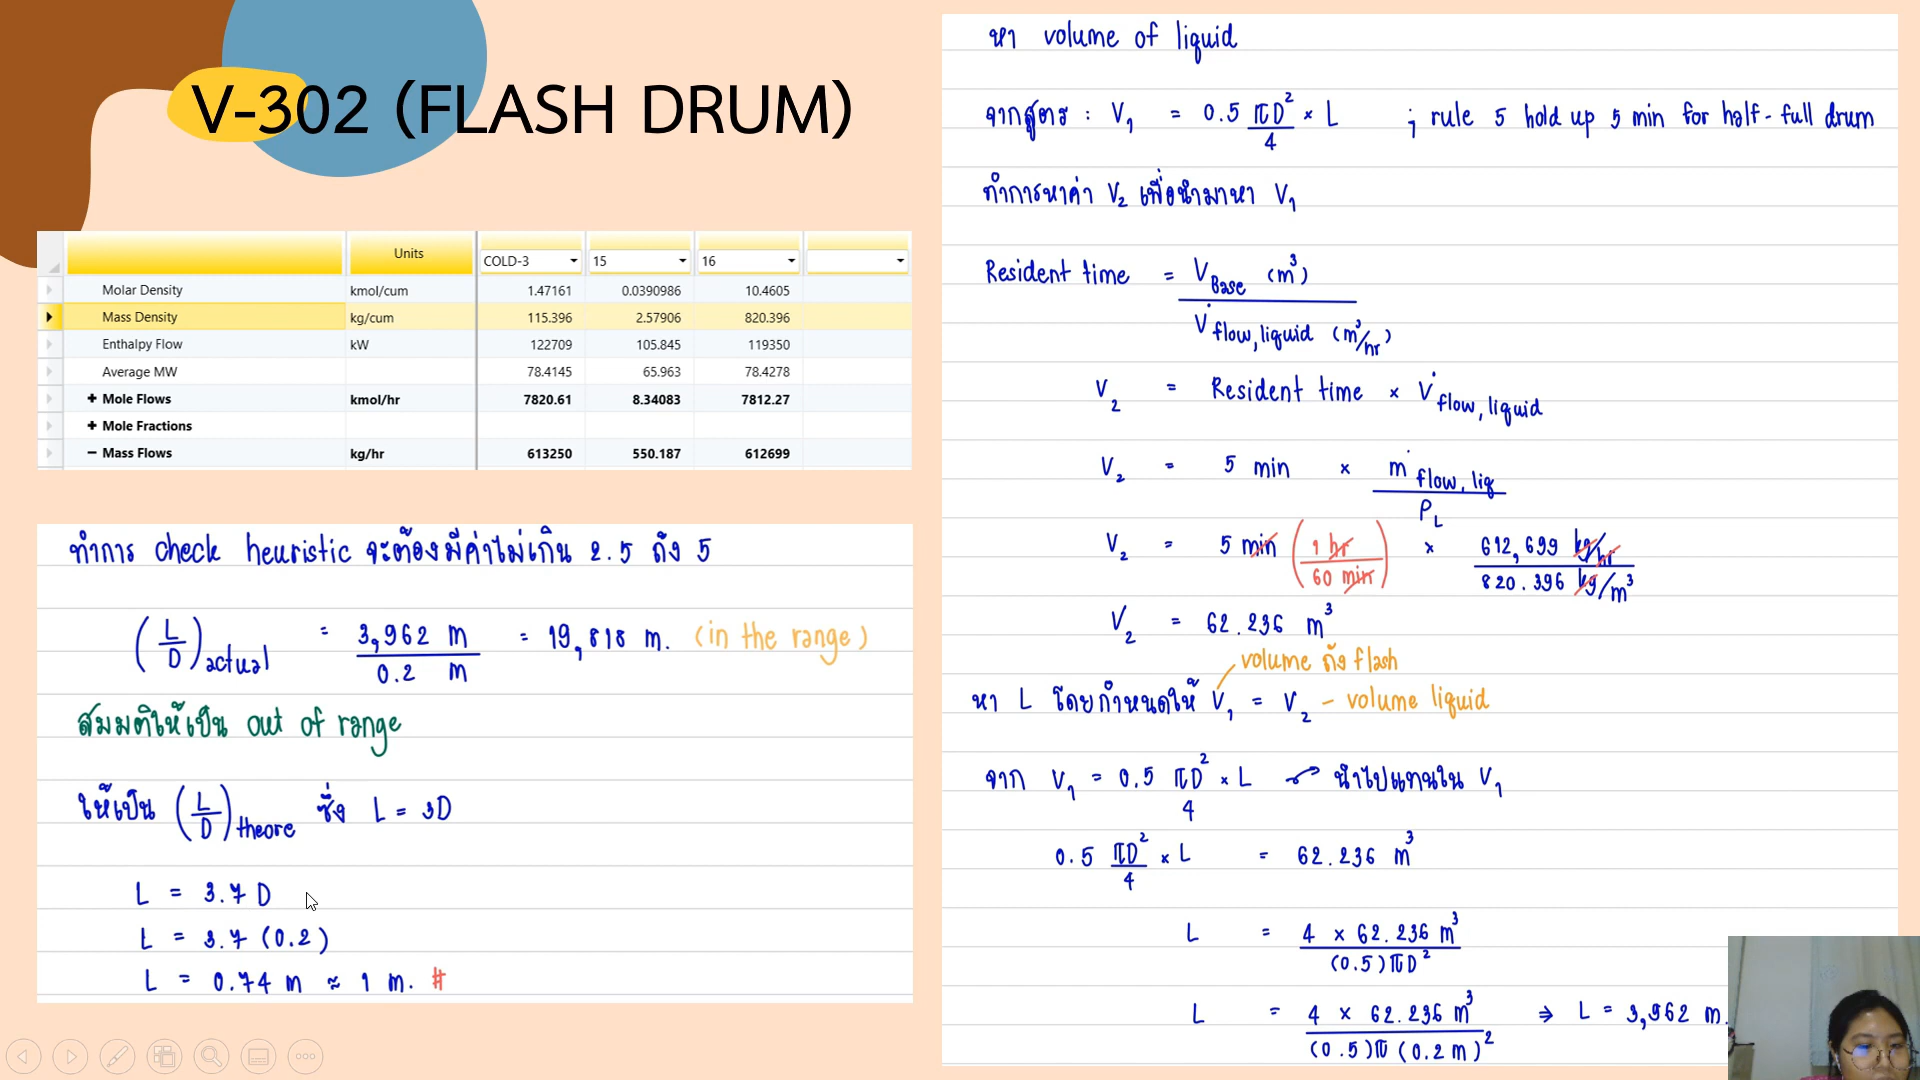 V-302 (FLASH DRUM)
Units COLD-3 15 16
Molar Density kmol/cum 1.47161 0.0390986 10.4605
Mass Density kg/cum 115.396 2.57906 820.396
Enthalpy Flow kW 122709 105.845 119350
Average MW 78.4145 65.963 78.4278
+ Mole Flows kmol/hr 7820.61 8.34083 7812.27
+ Mole Fractions
− Mass Flows kg/hr 613250 550.187 612699
ทำการ check heuristic จะต้องมีค่าไม่เกิน 2.5 ถึง 5
(L/D)actual = 3,962 m / 0.2 m = 19,818 m. (in the range)
สมมติให้เป็น out of range
ให้เป็น (L/D)theore ซึ่ง L = 3D
L = 3.7 D
L = 3.7 (0.2)
L = 0.74 m ≈ 1 m. #
หา volume of liquid
จากสูตร : V₁ = 0.5 πD²/4 × L ; rule 5 hold up 5 min for half-full drum
ทำการหาค่า V₂ เพื่อนำมาหา V₁
Resident time = VBase (m³) / V̇flow,liquid (m³/hr)
V₂ = Resident time × V̇flow,liquid
V₂ = 5 min × ṁflow,liq / ρL
V₂ = 5 min (1 hr / 60 min) × 612,699 kg/hr / 820.396 kg/m³
V₂ = 62.236 m³
volume ถัง flash
หา L โดยกำหนดให้ V₁ = V₂ – volume liquid
จาก V₁ = 0.5 πD²/4 × L นำไปแทนใน V₁
0.5 πD²/4 × L = 62.236 m³
L = 4 × 62.236 m³ / (0.5)πD²
L = 4 × 62.236 m³ / (0.5)π(0.2m)² ⇒ L = 3,962 m.